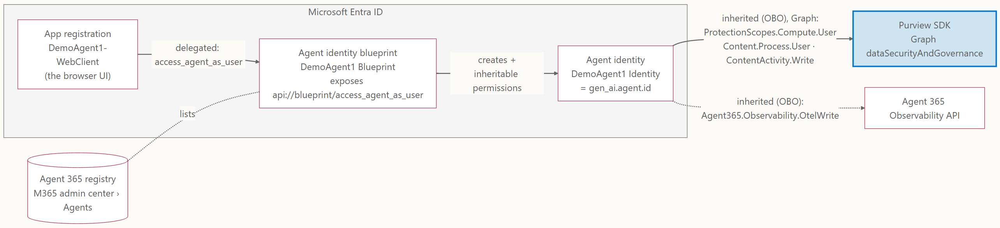 Microsoft Entra ID
App registration
DemoAgent1-
WebClient
(the browser UI)
delegated:
access_agent_as_user
Agent identity blueprint
DemoAgent1 Blueprint
exposes
api://blueprint/access_agent_as_user
creates +
inheritable
permissions
Agent identity
DemoAgent1 Identity
= gen_ai.agent.id
inherited (OBO), Graph:
ProtectionScopes.Compute.User
Content.Process.User ·
ContentActivity.Write
Purview SDK
Graph
dataSecurityAndGovernance
inherited (OBO):
Agent365.Observability.OtelWrite
Agent 365
Observability API
lists
Agent 365 registry
M365 admin center ›
Agents